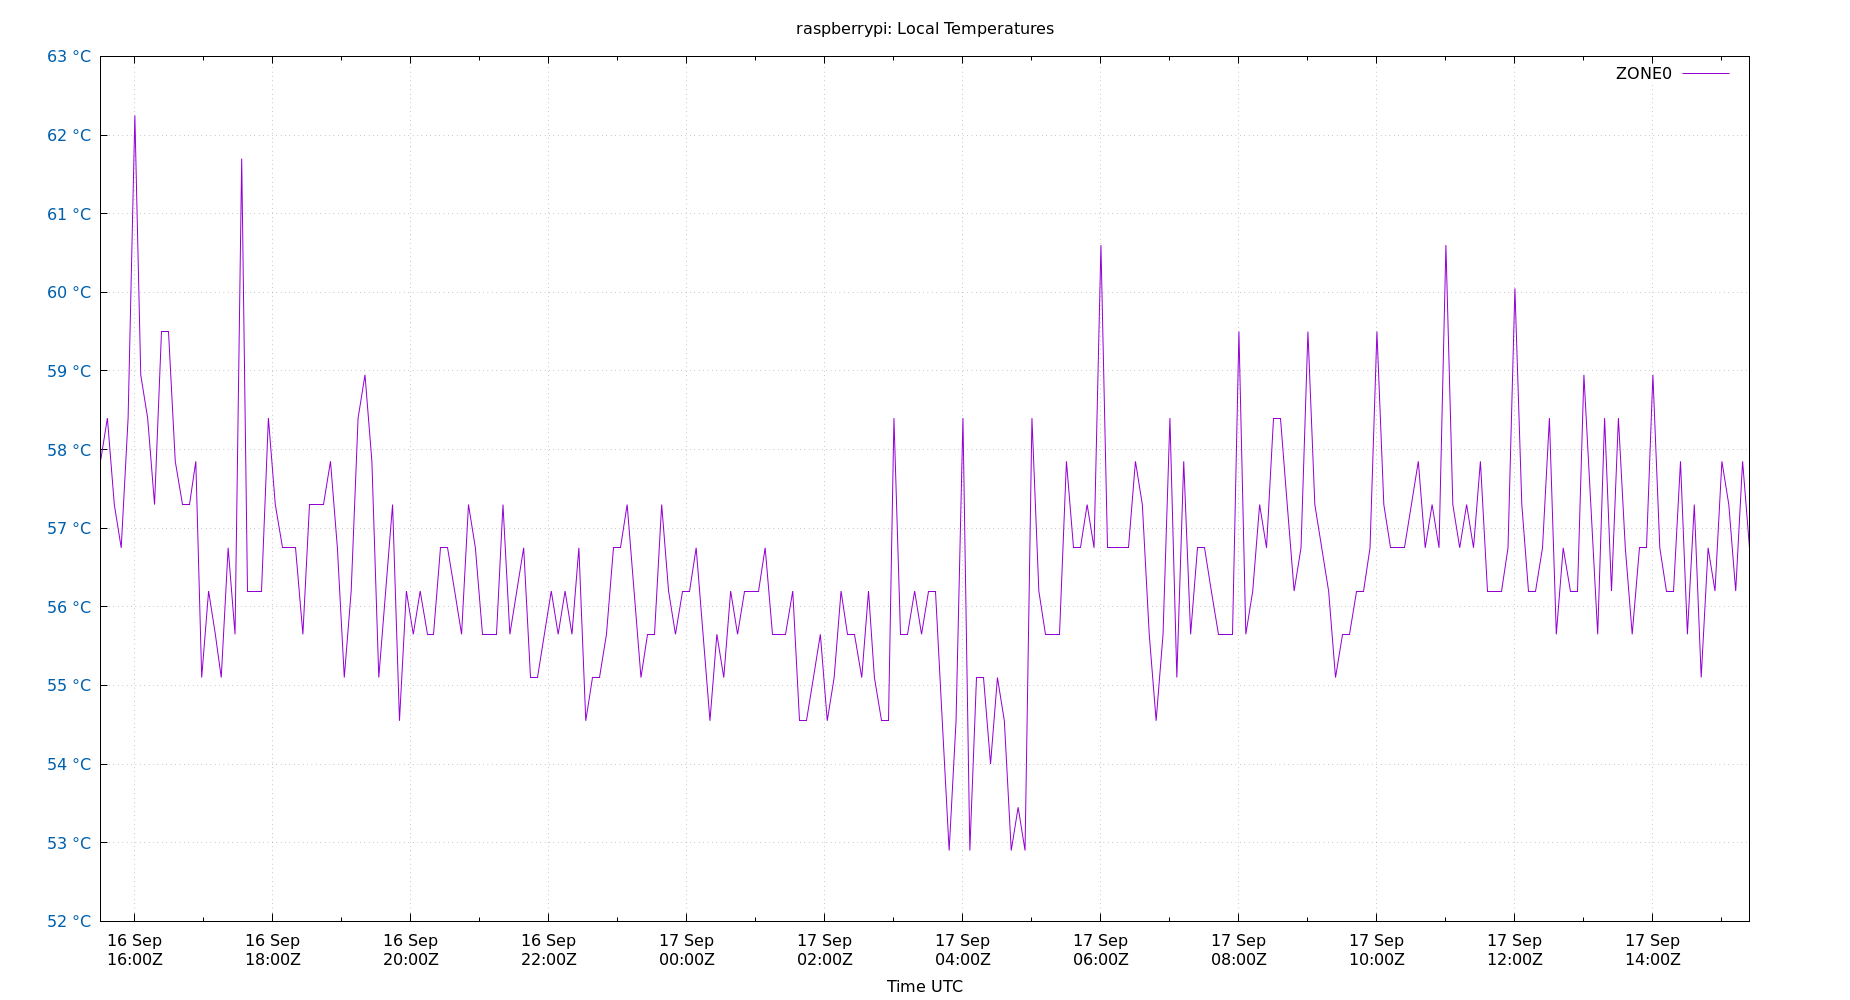 raspberrypi: Local Temperatures
63 °C
ZONE0
62 °C
61 °C
60 °C
59 °C
58 °C
57 °C
56 °C
55 °C
54 °C
53 °C
52 °C
16 Sep 16 Sep 16 Sep 16 Sep 17 Sep 17 Sep 17 Sep 17 Sep 17 Sep 17 Sep 17 Sep 17 Sep
16:00Z 18:00Z 20:00Z 22:00Z 00:00Z 02:00Z 04:00Z 06:00Z 08:00Z 10:00Z 12:00Z 14:00Z
Time UTC